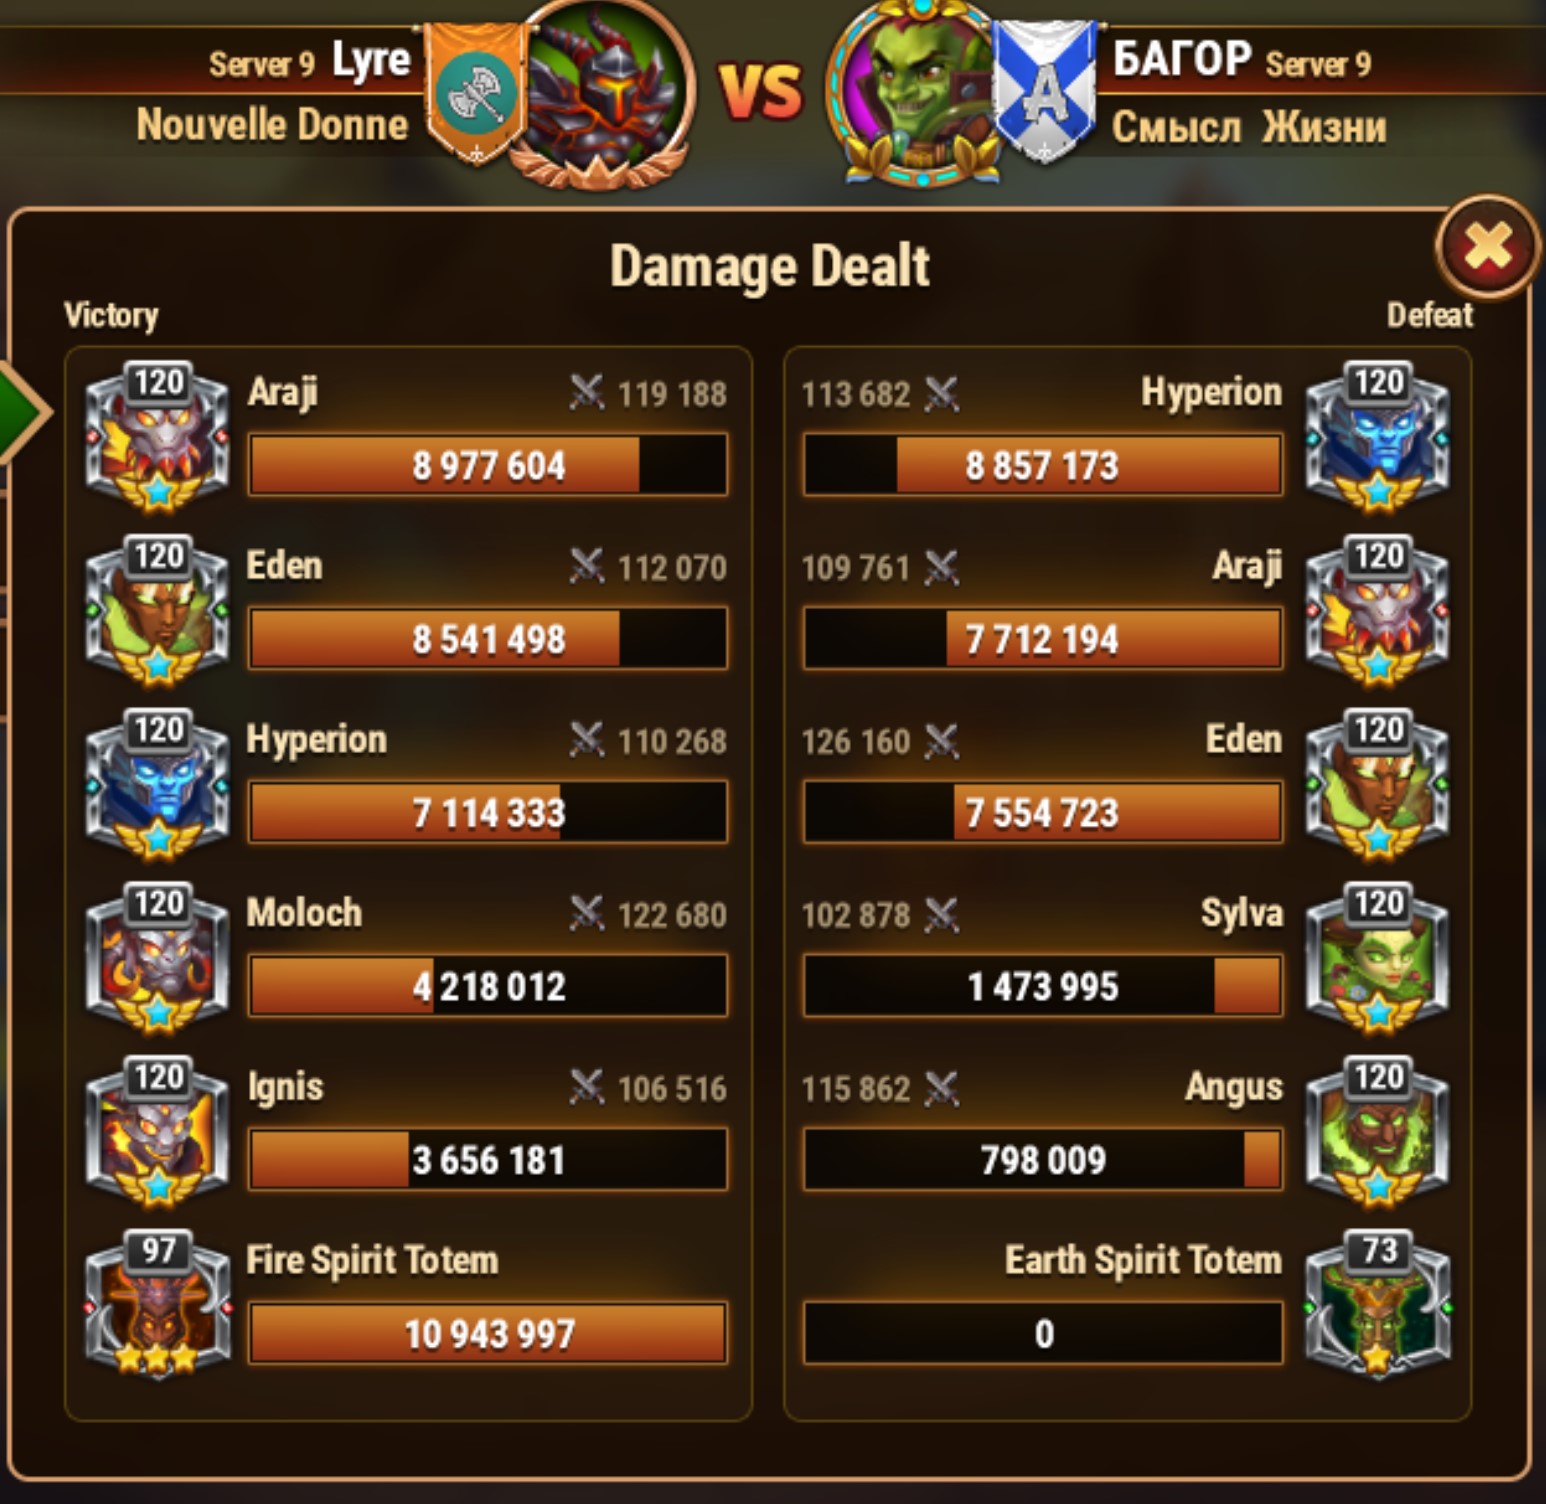 Server 9 Lyre
Nouvelle Donne
VS
БАГОР Server 9
Смысл Жизни
A
Damage Dealt
Victory
Defeat
120
Araji
119 188
8 977 604
120
Eden
112 070
8 541 498
120
Hyperion
110 268
7 114 333
120
Moloch
122 680
4 218 012
120
Ignis
106 516
3 656 181
97
Fire Spirit Totem
10 943 997
113 682
Hyperion
120
8 857 173
109 761
Araji
120
7 712 194
126 160
Eden
120
7 554 723
102 878
Sylva
120
1 473 995
115 862
Angus
120
798 009
Earth Spirit Totem
73
0